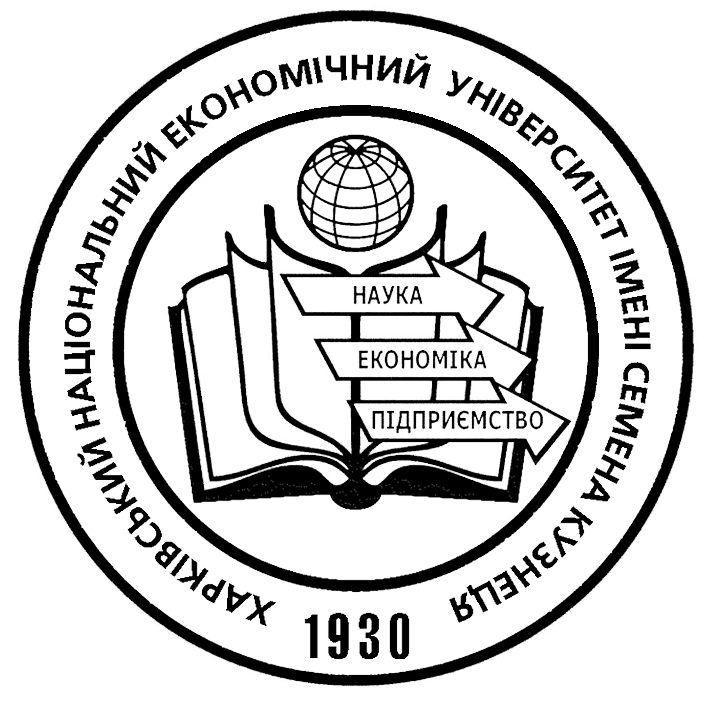 ХАРКІВСЬКИЙ НАЦІОНАЛЬНИЙ ЕКОНОМІЧНИЙ УНІВЕРСИТЕТ ІМЕНІ СЕМЕНА КУЗНЕЦЯ
НАУКА
ЕКОНОМІКА
ПІДПРИЄМСТВО
1930